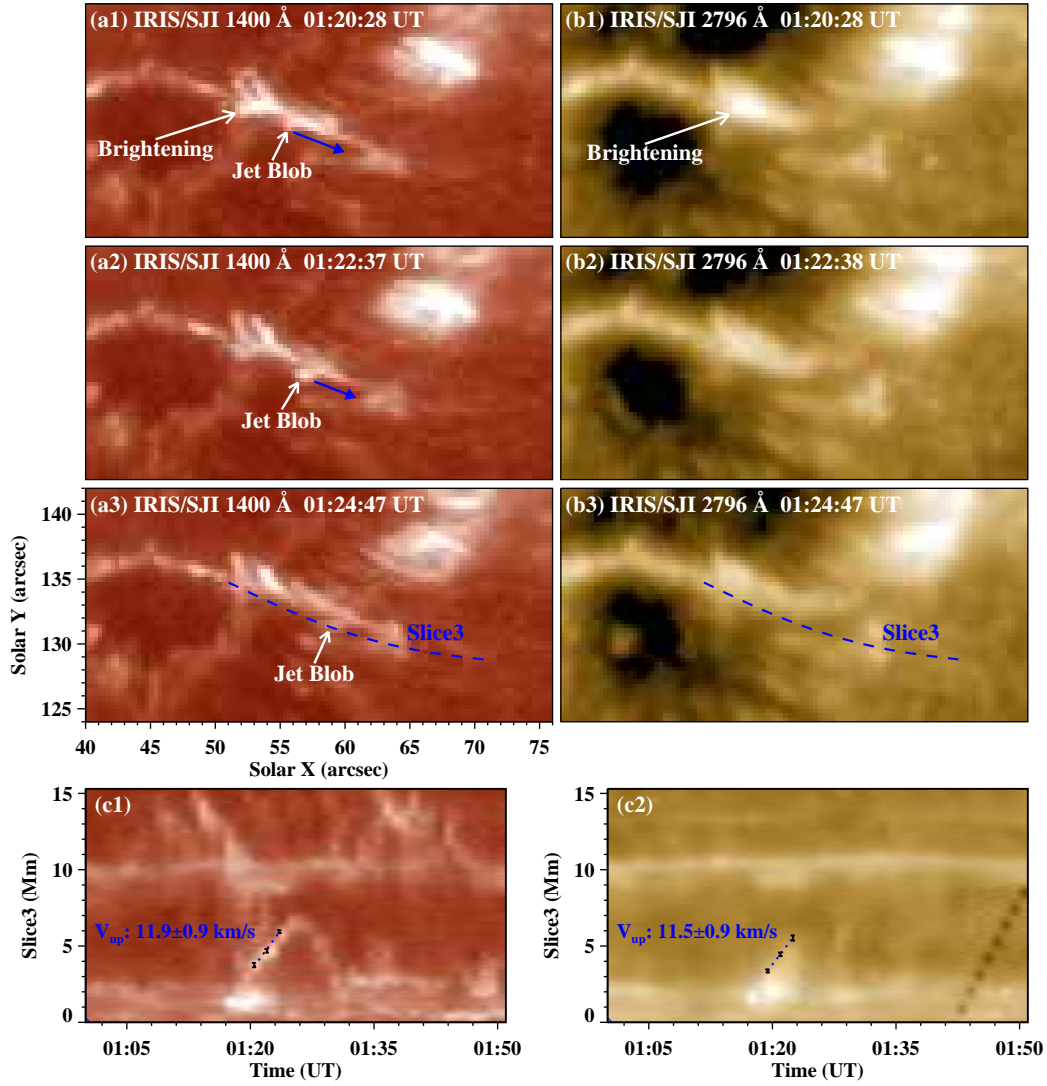 (a1) IRIS/SJI 1400 Å 01:20:28 UT
Brightening
Jet Blob
(b1) IRIS/SJI 2796 Å 01:20:28 UT
Brightening
(a2) IRIS/SJI 1400 Å 01:22:37 UT
Jet Blob
(b2) IRIS/SJI 2796 Å 01:22:38 UT
(a3) IRIS/SJI 1400 Å 01:24:47 UT
Slice3
Jet Blob
140
135
130
125
Solar Y (arcsec)
40 45 50 55 60 65 70 75
Solar X (arcsec)
(b3) IRIS/SJI 2796 Å 01:24:47 UT
Slice3
(c1)
V_up: 11.9±0.9 km/s
15
10
5
0
Slice3 (Mm)
01:05 01:20 01:35 01:50
Time (UT)
(c2)
V_up: 11.5±0.9 km/s
15
10
5
0
Slice3 (Mm)
01:05 01:20 01:35 01:50
Time (UT)